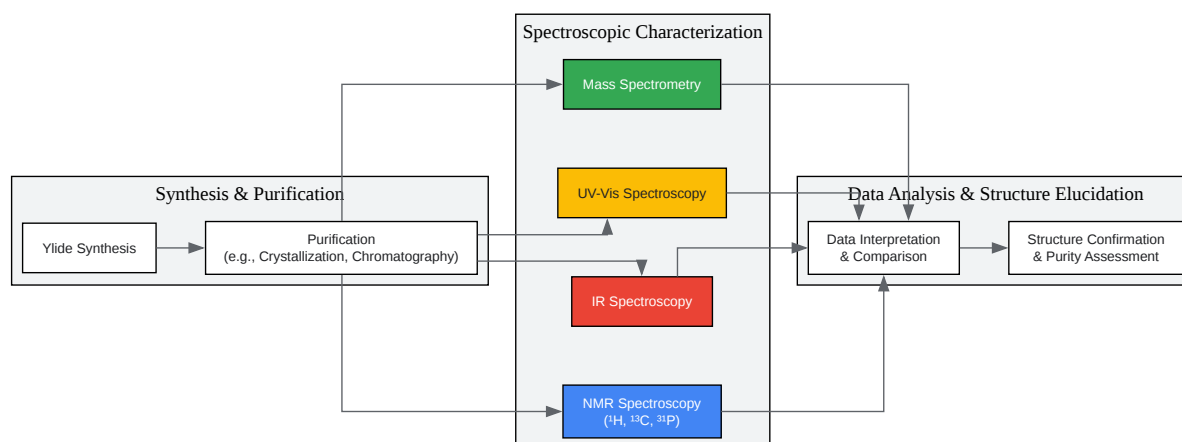 Spectroscopic Characterization
Mass Spectrometry
UV-Vis Spectroscopy
IR Spectroscopy
NMR Spectroscopy
(¹H, ¹³C, ³¹P)
Synthesis & Purification
Ylide Synthesis
Purification
(e.g., Crystallization, Chromatography)
Data Analysis & Structure Elucidation
Data Interpretation
& Comparison
Structure Confirmation
& Purity Assessment